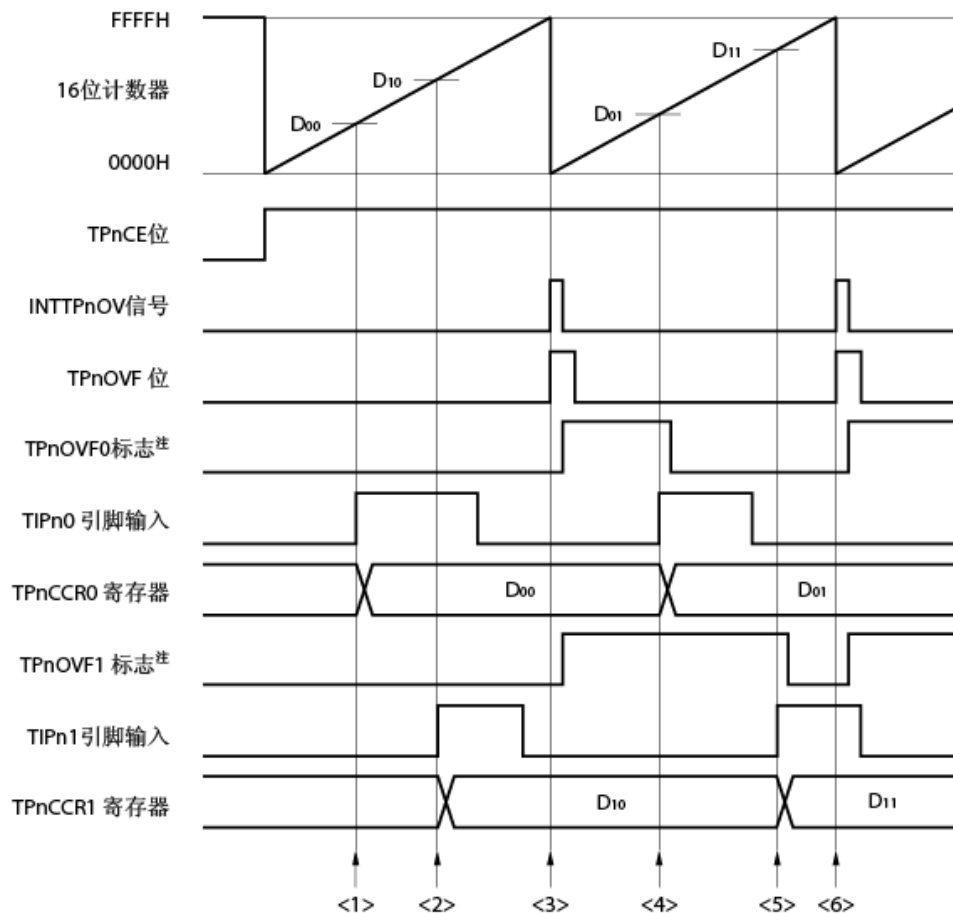 FFFFH
D11
D10
16位计数器
D01
D00
0000H
TPnCE位
INTTPnOV信号
TPnOVF 位
TPnOVF0标志注
TIPn0 引脚输入
TPnCCR0 寄存器 D00 D01
TPnOVF1 标志注
TIPn1引脚输入
TPnCCR1 寄存器 D10 D11
<1> <2> <3> <4> <5> <6>